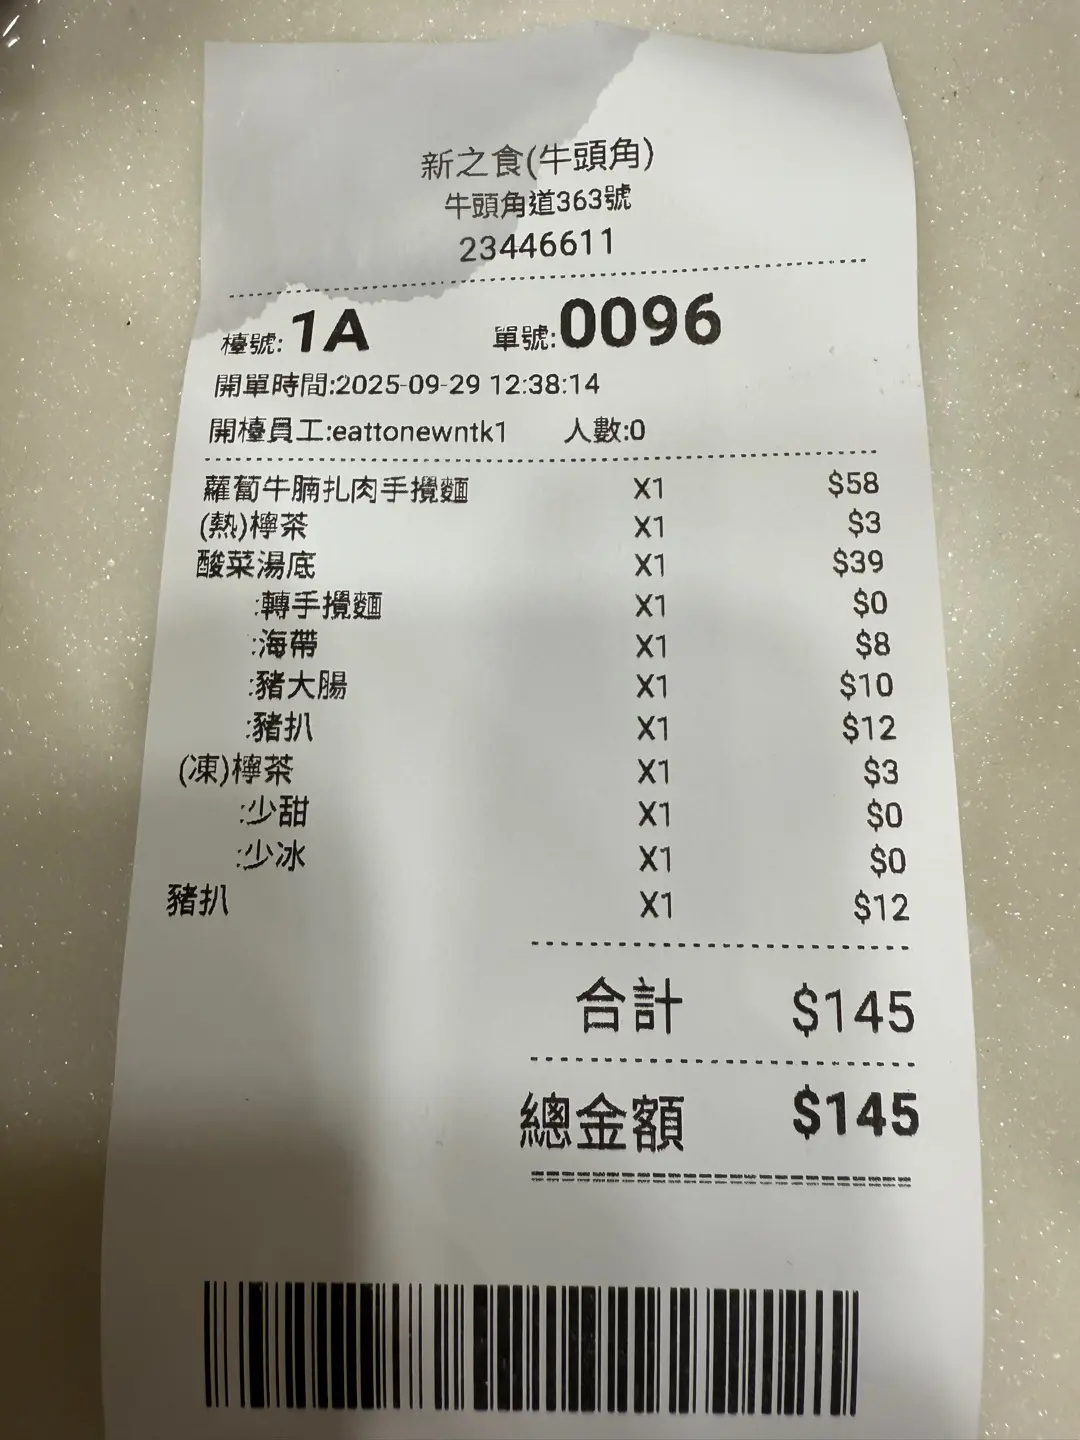 新之食(牛頭角)
牛頭角道363號
23446611
檯號: 1A 單號:0096
開單時間:2025-09-29 12:38:14
開檯員工:eattonewntk1 人數:0
蘿蔔牛腩扎肉手攪麵 X1 $58
(熱)檸茶 X1 $3
酸菜湯底 X1 $39
:轉手攪麵 X1 $0
:海帶 X1 $8
:豬大腸 X1 $10
:豬扒 X1 $12
(凍)檸茶 X1 $3
:少甜 X1 $0
:少冰 X1 $0
豬扒 X1 $12
合計 $145
總金額 $145